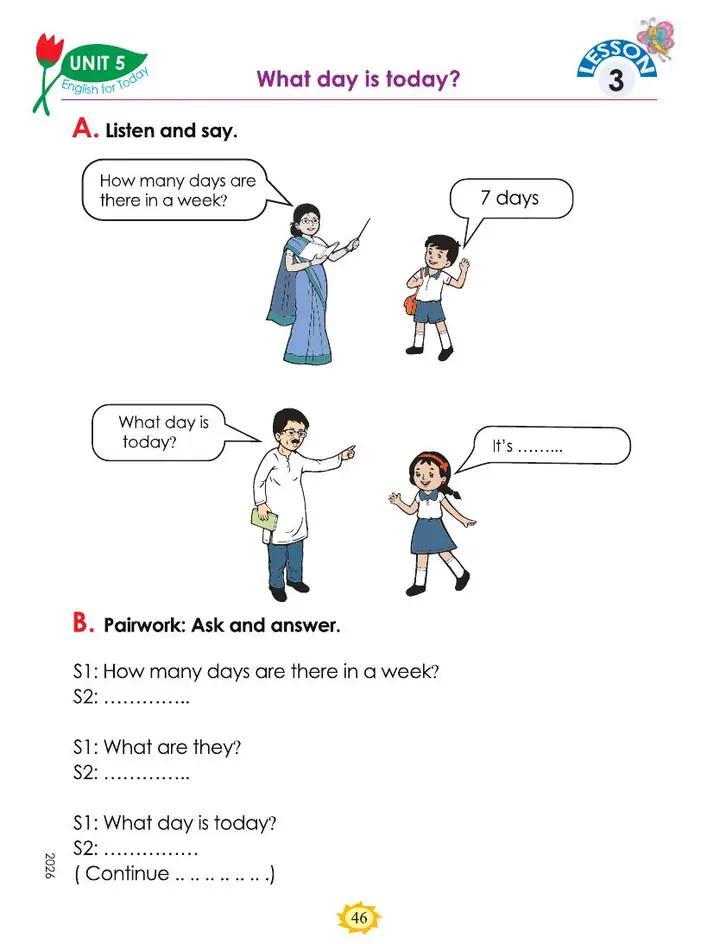 UNIT 5
English for Today
What day is today?
LESSON
3
A. Listen and say.
How many days are
there in a week?
7 days
What day is
today?
It's ……...
B. Pairwork: Ask and answer.
S1: How many days are there in a week?
S2: …………..
S1: What are they?
S2: …………..
S1: What day is today?
S2: ……………
( Continue .. .. .. .. .. .. .)
2026
46